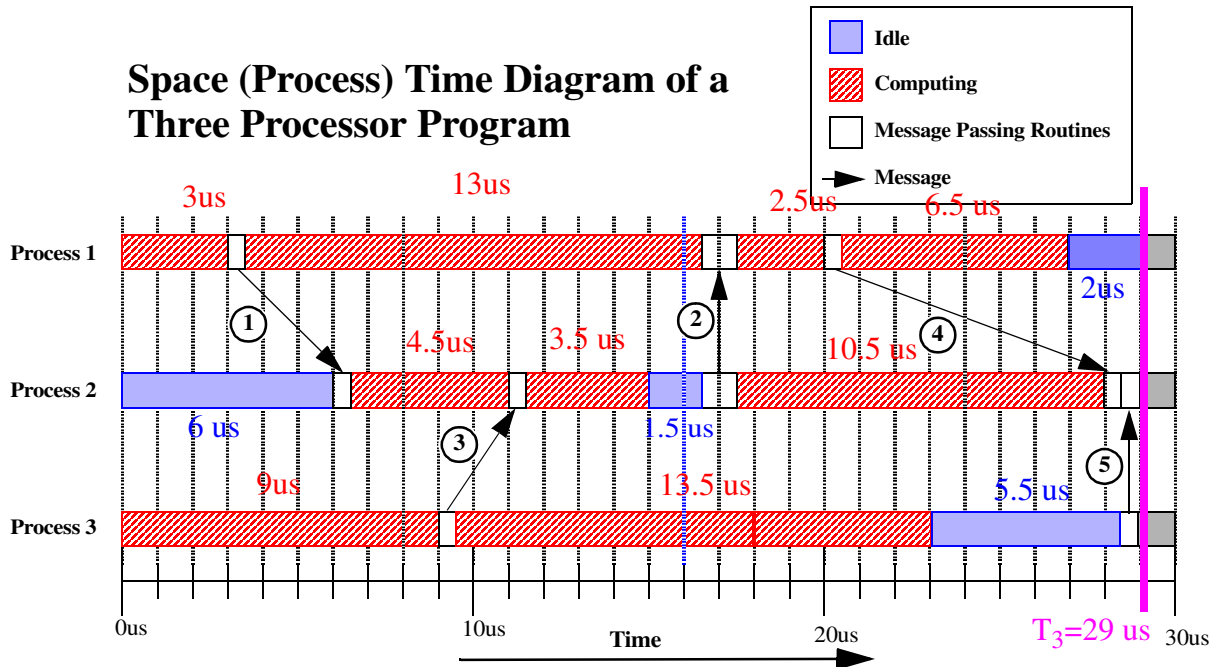 Idle
Space (Process) Time Diagram of a
Three Processor Program
Computing
Message Passing Routines
Message
3us
13us
2.5us
6.5 us
Process 1
2us
1
2
4
4.5us
3.5 us
10.5 us
Process 2
6 us
1.5 us
3
5
9us
13.5 us
5.5 us
Process 3
0us
10us
20us
30us
Time
T3=29 us